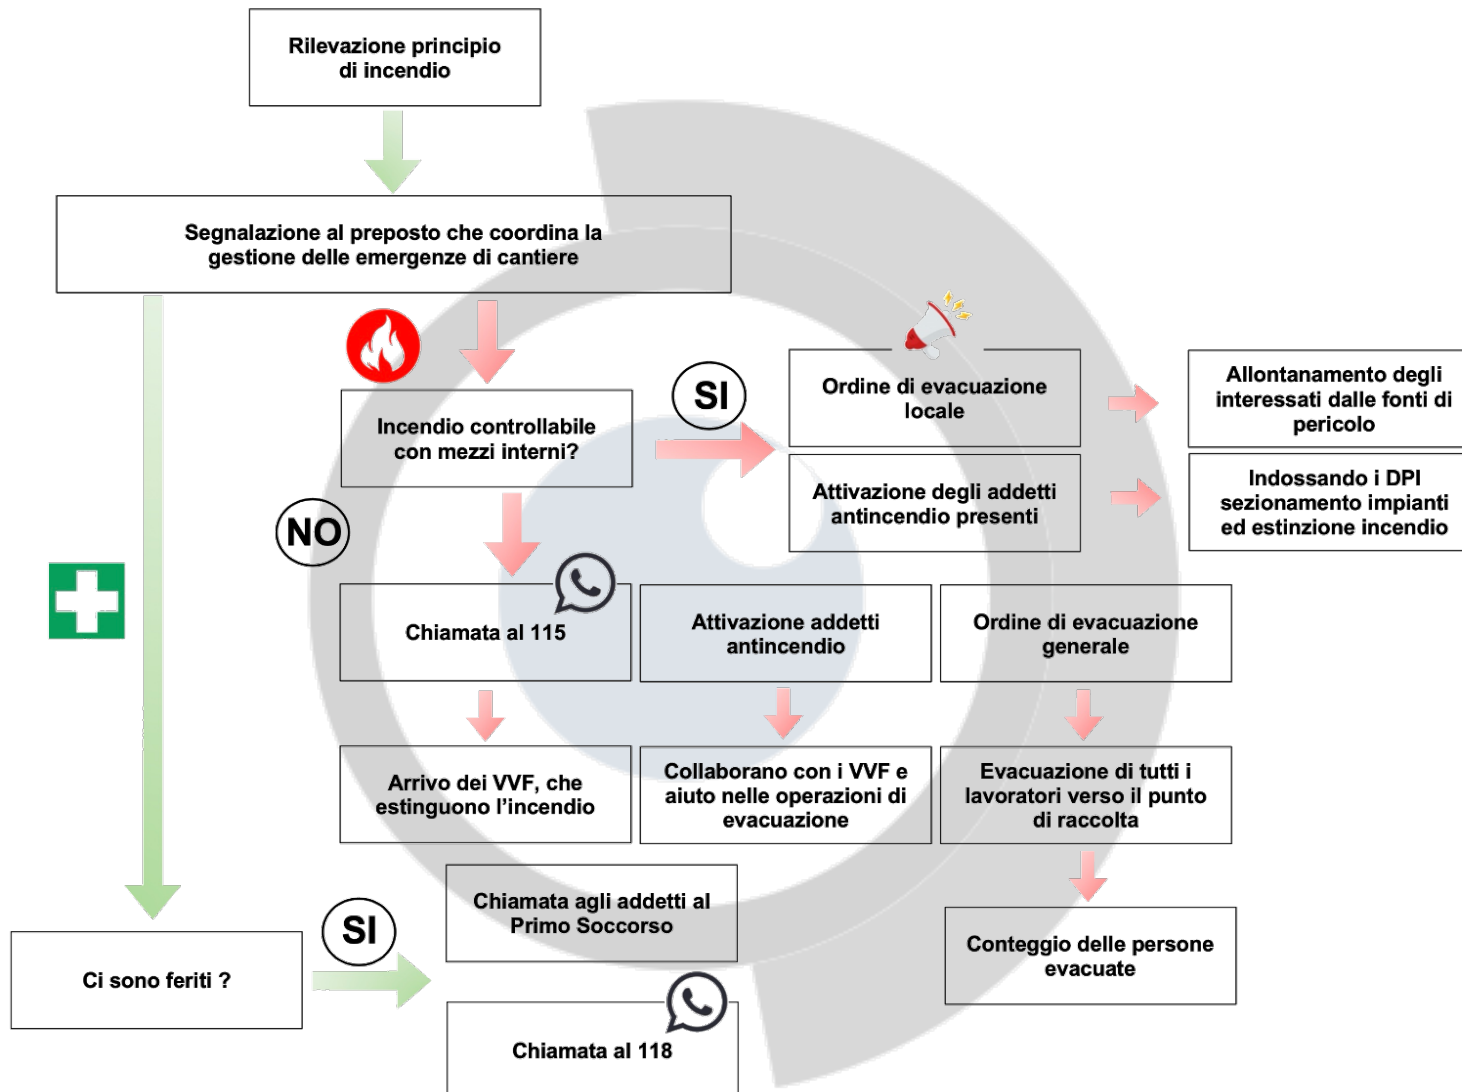 Rilevazione principio
di incendio
Segnalazione al preposto che coordina la
gestione delle emergenze di cantiere
Incendio controllabile
con mezzi interni?
SI
Ordine di evacuazione
locale
Allontanamento degli
interessati dalle fonti di
pericolo
Attivazione degli addetti
antincendio presenti
Indossando i DPI
sezionamento impianti
ed estinzione incendio
NO
Chiamata al 115
Attivazione addetti
antincendio
Ordine di evacuazione
generale
Arrivo dei VVF, che
estinguono l’incendio
Collaborano con i VVF e
aiuto nelle operazioni di
evacuazione
Evacuazione di tutti i
lavoratori verso il punto
di raccolta
Conteggio delle persone
evacuate
Ci sono feriti ?
SI
Chiamata agli addetti al
Primo Soccorso
Chiamata al 118